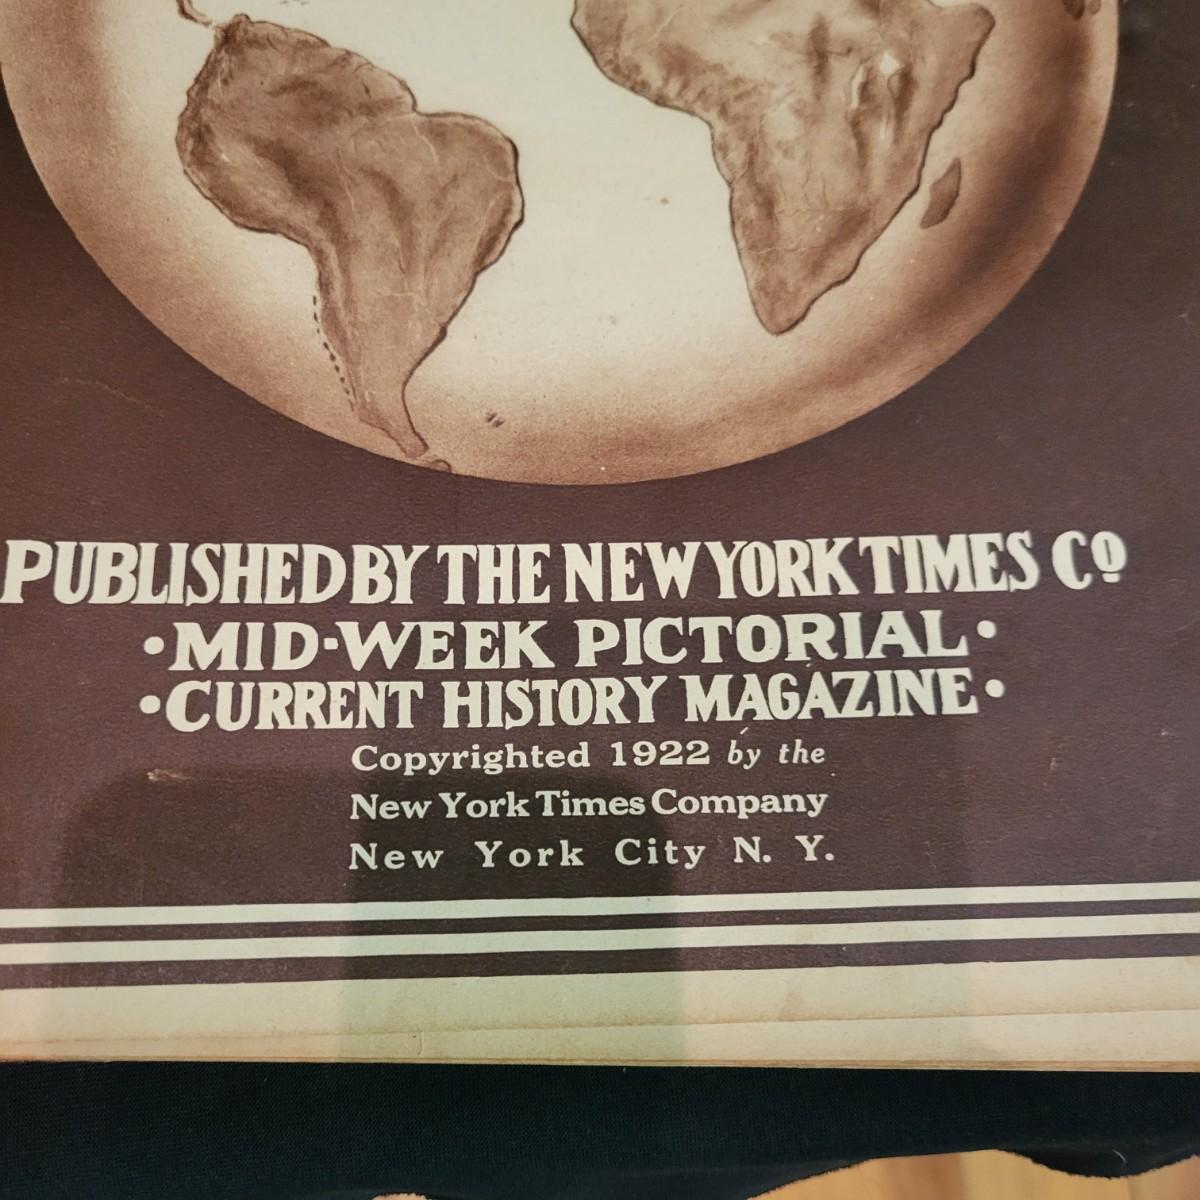 PUBLISHED BY THE NEW YORK TIMES CO
•MID-WEEK PICTORIAL•
•CURRENT HISTORY MAGAZINE•
Copyrighted 1922 by the
New York Times Company
New York City N. Y.